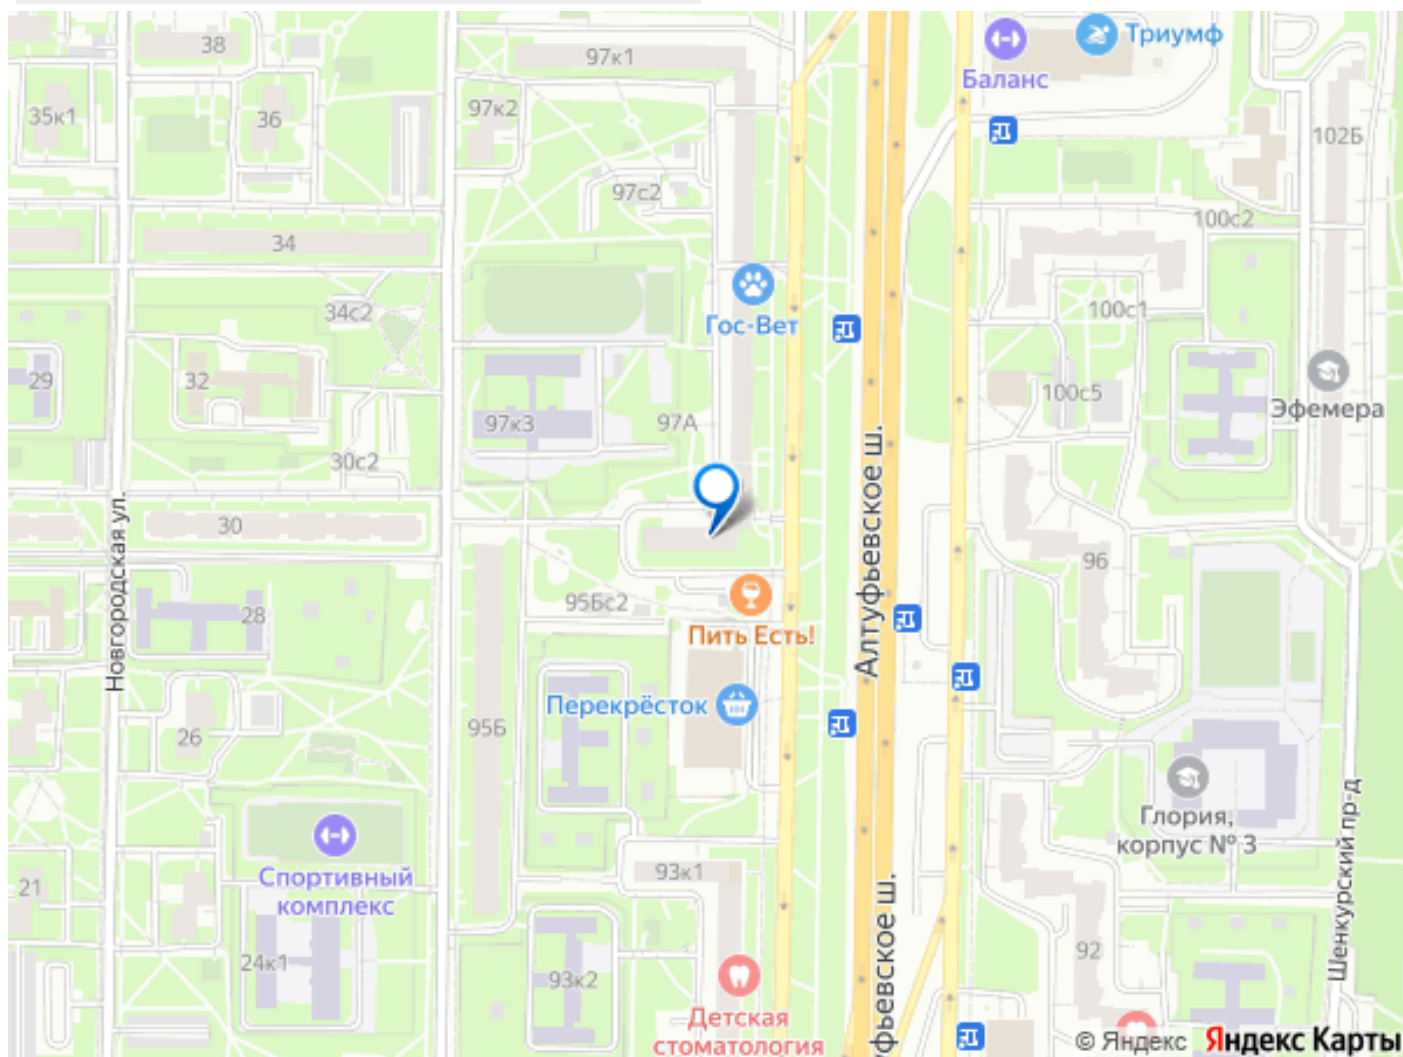 38
97к1
Триумф
Баланс
35к1
36
97к2
102Б
97с2
100с2
34
34с2
Гос-Вет
100с1
29
32
97к3
97А
100с5
Эфемера
30с2
Новгородская ул.
30
Алтуфьевское ш.
96
28
95Бс2
Пить Есть!
Перекрёсток
26
95Б
Глория,
корпус № 3
Шенкурский пр-д
21
Спортивный
комплекс
93к1
24к1
93к2
92
Детская
стоматология
фьевское ш.
© Яндекс Яндекс Карты